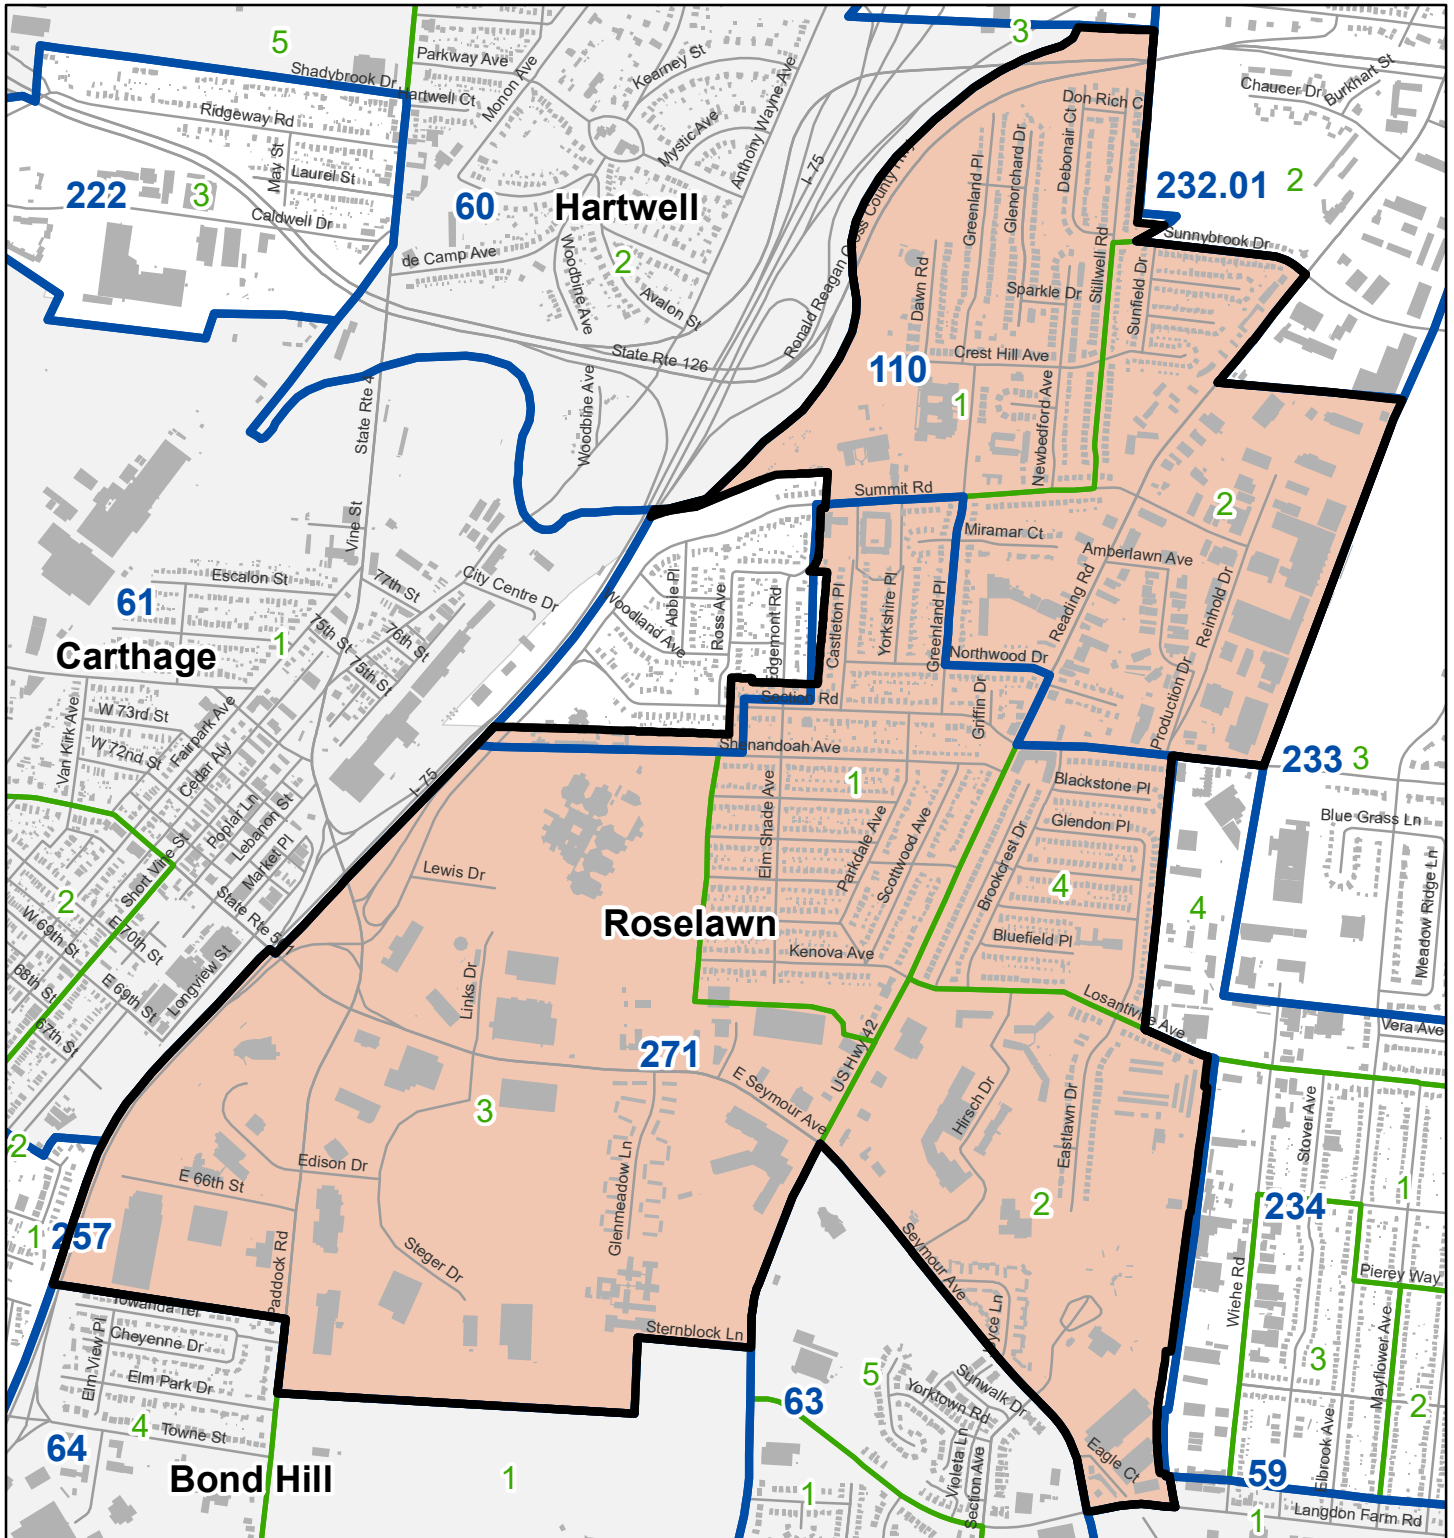 5
3
Parkway Ave
Kearney St
Shadybrook Dr
Hartwell Ct
Monon Ave
Anthony Wayne Ave
Chaucer Dr
Burkhart St
Don Rich C
Ridgeway Rd
May St
Laurel St
Mystic Ave
I-75
Greenland Pl
Glenorchard Dr
Debonair Ct
222
3
60
Hartwell
232.01
2
Caldwell Dr
de Camp Ave
Woodbine Ave
2
Avalon St
Ronald Reagan Cross County Hwy
Dawn Rd
Stillwell Rd
Sunnybrook Dr
Sunfield Dr
Sparkle Dr
State Rte 126
Crest Hill Ave
110
1
State Rte 4
Woodbine Ave
Newbedford Ave
Summit Rd
2
Vine St
Miramar Ct
Amberlawn Ave
Escalon St
77th St
City Centre Dr
61
Abbie Pl
Ross Ave
Edgemont Rd
Castleton Pl
Yorkshire Pl
Greenland Pl
Reading Rd
Reinhold Dr
1
75th St
76th St
75th St
Woodland Ave
Carthage
Northwood Dr
Section Rd
Griffin Dr
Production Dr
Van Kirk Ave
W 73rd St
W 72nd St
Fairpark Ave
Cedar Aly
Shenandoah Ave
I-75
233
3
1
Elm Shade Ave
Blackstone Pl
Poplar Ln
Lebanon St
Market Pl
Short Vine St
Parkdale Ave
Scottwood Ave
Glendon Pl
Blue Grass Ln
Lewis Dr
Brookcrest Dr
4
4
2
W 69th St
E 70th St
State Rte 561
Roselawn
Bluefield Pl
Kenova Ave
Meadow Ridge Ln
68th St
E 69th St
Longview St
Links Dr
Losantiville Ave
67th St
Vera Ave
271
US Hwy 42
E Seymour Ave
3
Hirsch Dr
Eastlawn Dr
Stover Ave
2
Edison Dr
E 66th St
2
1
234
1
257
Glenmeadow Ln
Steger Dr
Seymour Ave
Paddock Rd
Wiehe Rd
Pierey Way
Towanda Ter
Cheyenne Dr
Elm View Pl
Sternblock Ln
Joyce Ln
3
Mayflower Ave
5
Elm Park Dr
Sunwalk Dr
Yorktown Rd
63
2
4
Towne St
64
Violeta Ln
Section Ave
Eagle Ct
Elbrook Ave
59
Bond Hill
1
1
1
Langdon Farm Rd